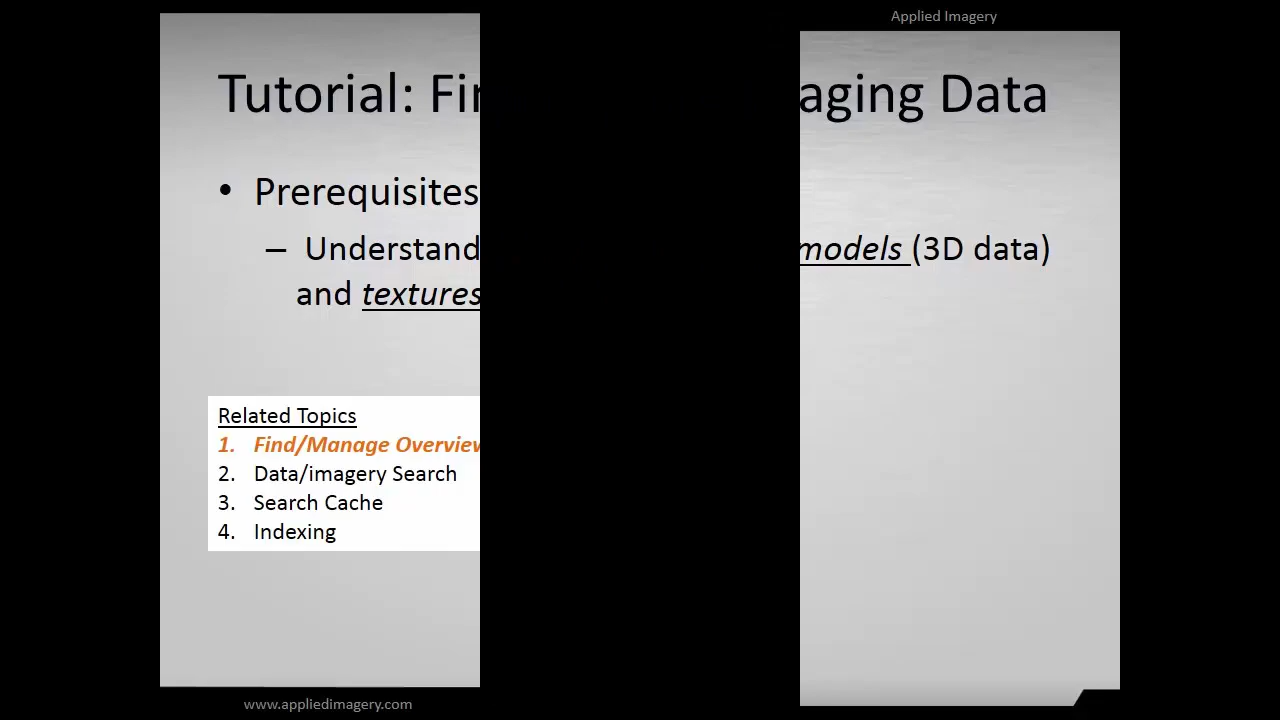 Applied Imagery
Tutorial: Fin aging Data
• Prerequisites
– Understand models (3D data)
and textures
Related Topics
1. Find/Manage Overview
2. Data/imagery Search
3. Search Cache
4. Indexing
www.appliedimagery.com